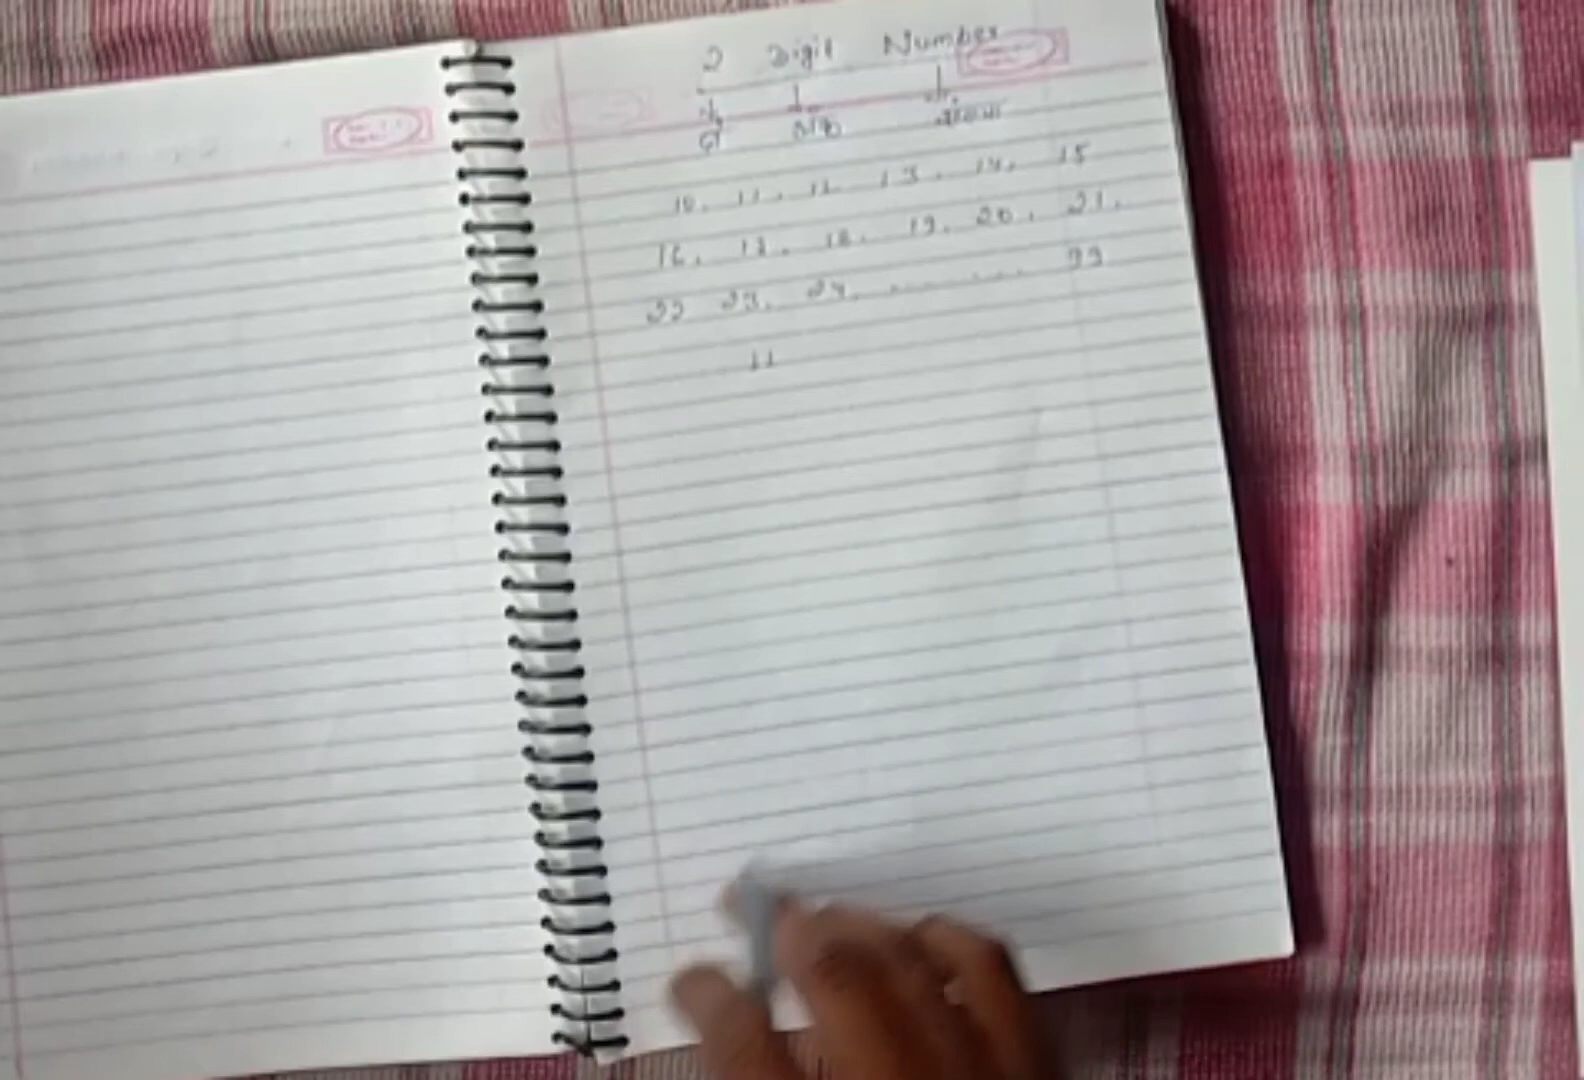 2 Digit Number
दो अंक संख्या
10, 11, 12 13, 14, 15
16, 17, 18, 19, 20, 21,
22 23, 24, ..... ... 99
11